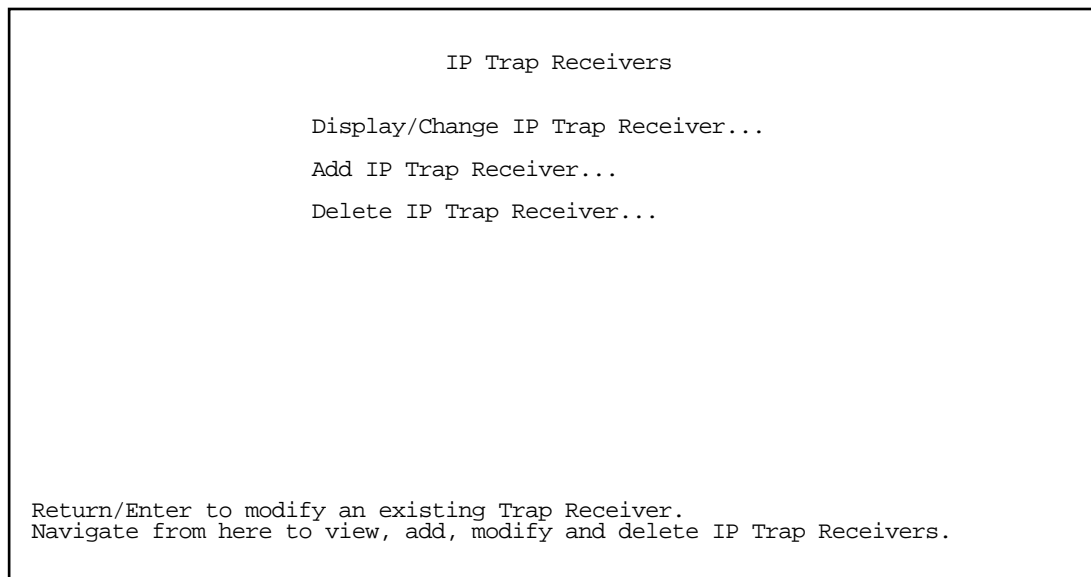 IP Trap Receivers
Display/Change IP Trap Receiver...
Add IP Trap Receiver...
Delete IP Trap Receiver...
Return/Enter to modify an existing Trap Receiver.
Navigate from here to view, add, modify and delete IP Trap Receivers.